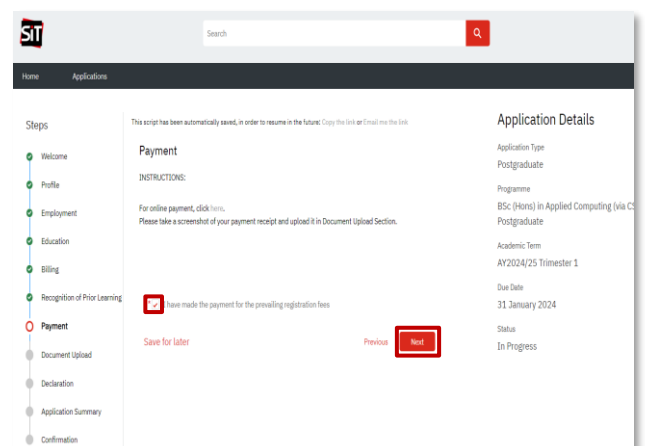 SiT
Search
Home Applications
Steps
Welcome
Profile
Employment
Education
Billing
Recognition of Prior Learning
Payment
Document Upload
Declaration
Application Summary
Confirmation
This script has been automatically saved, in order to resume in the future: Copy the link or Email me the link
Payment
INSTRUCTIONS:
For online payment, click here.
Please take a screenshot of your payment receipt and upload it in Document Upload Section.
* I have made the payment for the prevailing registration fees
Save for later
Previous
Next
Application Details
Application Type
Postgraduate
Programme
BSc (Hons) in Applied Computing (via CS
Postgraduate
Academic Term
AY2024/25 Trimester 1
Due Date
31 January 2024
Status
In Progress